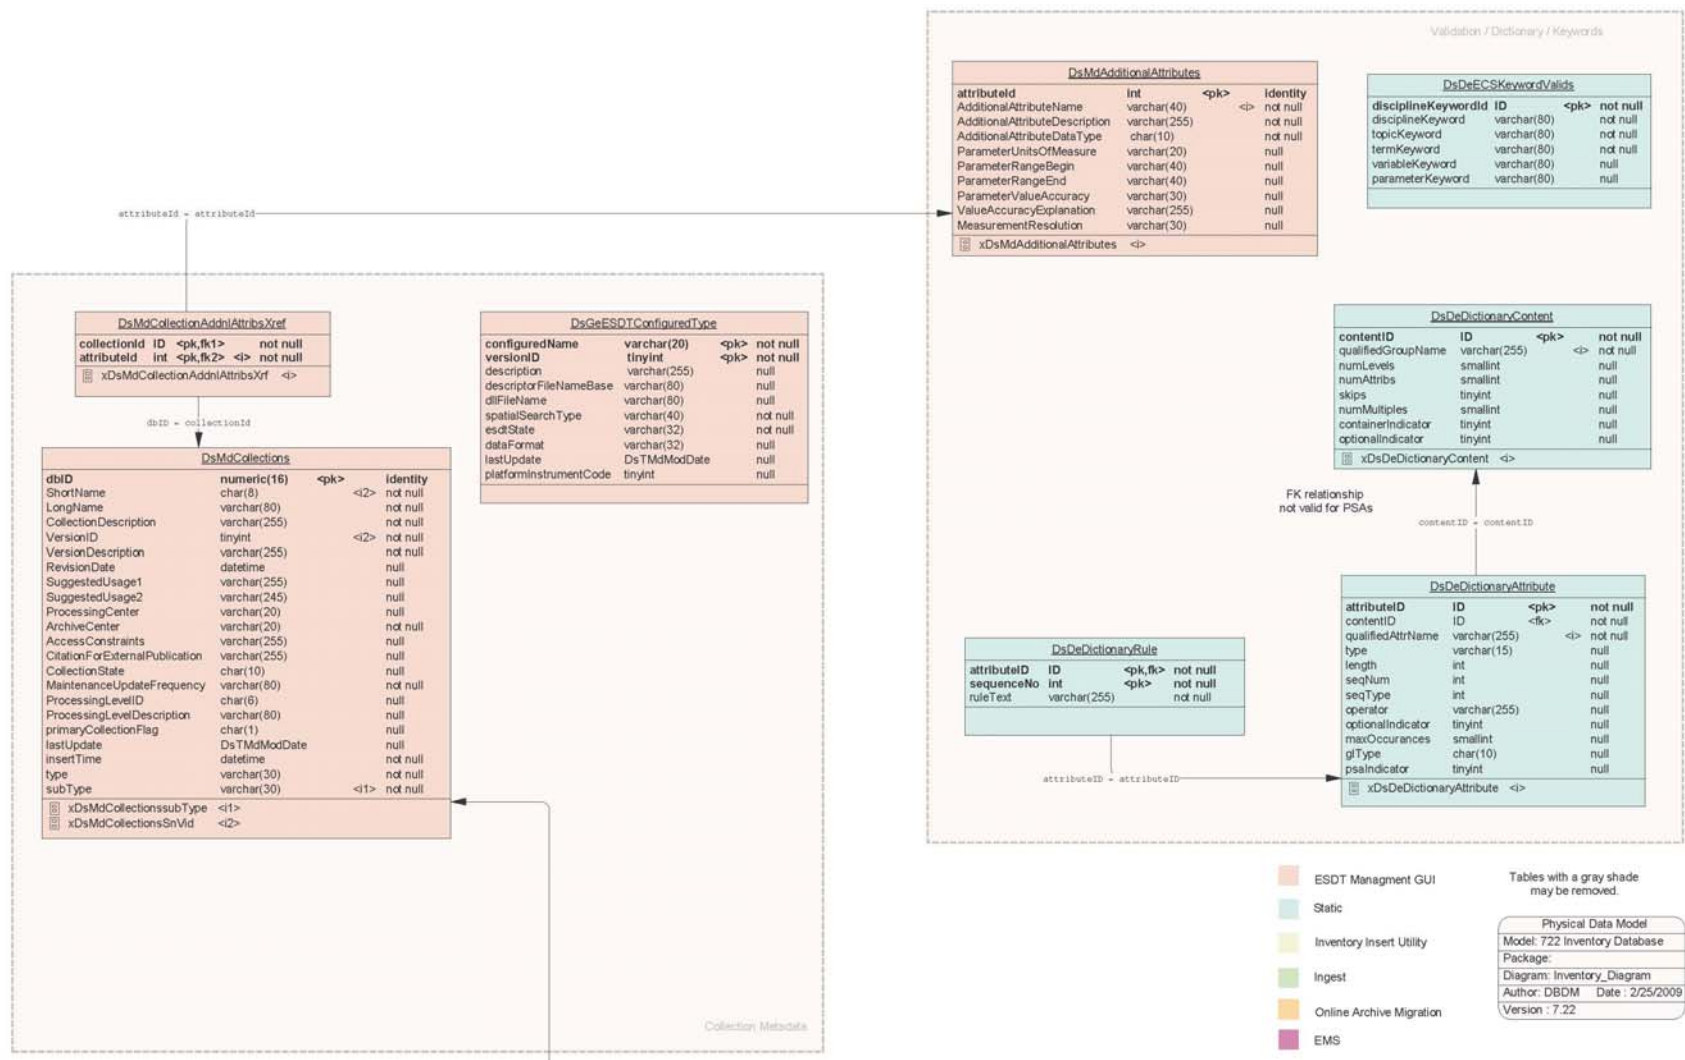 Validation / Dictionary / Keywords
DsMdAdditionalAttributes
attributeId int <pk> identity
AdditionalAttributeName varchar(40) <i> not null
AdditionalAttributeDescription varchar(255) not null
AdditionalAttributeDataType char(10) not null
ParameterUnitsOfMeasure varchar(20) null
ParameterRangeBegin varchar(40) null
ParameterRangeEnd varchar(40) null
ParameterValueAccuracy varchar(30) null
ValueAccuracyExplanation varchar(255) null
MeasurementResolution varchar(30) null
xDsMdAdditionalAttributes <i>
DsDeECSKeywordValids
disciplineKeywordId ID <pk> not null
disciplineKeyword varchar(80) not null
topicKeyword varchar(80) not null
termKeyword varchar(80) not null
variableKeyword varchar(80) null
parameterKeyword varchar(80) null
attributeId = attributeId
DsMdCollectionAddnlAttribsXref
collectionId ID <pk,fk1> not null
attributeId int <pk,fk2> <i> not null
xDsMdCollectionAddnlAttribsXrf <i>
dbID = collectionId
DsGeESDTConfiguredType
configuredName varchar(20) <pk> not null
versionID tinyint <pk> not null
description varchar(255) null
descriptorFileNameBase varchar(80) null
dllFileName varchar(80) null
spatialSearchType varchar(40) not null
esdtState varchar(32) not null
dataFormat varchar(32) null
lastUpdate DsTMdModDate null
platformInstrumentCode tinyint null
DsMdCollections
dbID numeric(16) <pk> identity
ShortName char(8) <i2> not null
LongName varchar(80) not null
CollectionDescription varchar(255) not null
VersionID tinyint <i2> not null
VersionDescription varchar(255) not null
RevisionDate datetime null
SuggestedUsage1 varchar(255) null
SuggestedUsage2 varchar(245) null
ProcessingCenter varchar(20) null
ArchiveCenter varchar(20) not null
AccessConstraints varchar(255) null
CitationForExternalPublication varchar(255) null
CollectionState char(10) null
MaintenanceUpdateFrequency varchar(80) not null
ProcessingLevelID char(6) null
ProcessingLevelDescription varchar(80) null
primaryCollectionFlag char(1) null
lastUpdate DsTMdModDate null
insertTime datetime not null
type varchar(30) not null
subType varchar(30) <i1> not null
xDsMdCollectionssubType <i1>
xDsMdCollectionsSnVid <i2>
Collection Metadata
DsDeDictionaryContent
contentID ID <pk> not null
qualifiedGroupName varchar(255) <i> not null
numLevels smallint null
numAttribs smallint null
skips tinyint null
numMultiples smallint null
containerIndicator tinyint null
optionalIndicator tinyint null
xDsDeDictionaryContent <i>
FK relationship
not valid for PSAs
contentID = contentID
DsDeDictionaryAttribute
attributeID ID <pk> not null
contentID ID <fk> not null
qualifiedAttrName varchar(255) <i> not null
type varchar(15) null
length int null
seqNum int null
seqType int null
operator varchar(255) null
optionalIndicator tinyint null
maxOccurances smallint null
glType char(10) null
psaIndicator tinyint null
xDsDeDictionaryAttribute <i>
DsDeDictionaryRule
attributeID ID <pk,fk> not null
sequenceNo int <pk> not null
ruleText varchar(255) not null
attributeID = attributeID
ESDT Managment GUI
Static
Inventory Insert Utility
Ingest
Online Archive Migration
EMS
Tables with a gray shade
may be removed.
Physical Data Model
Model: 722 Inventory Database
Package:
Diagram: Inventory_Diagram
Author: DBDM Date : 2/25/2009
Version : 7.22